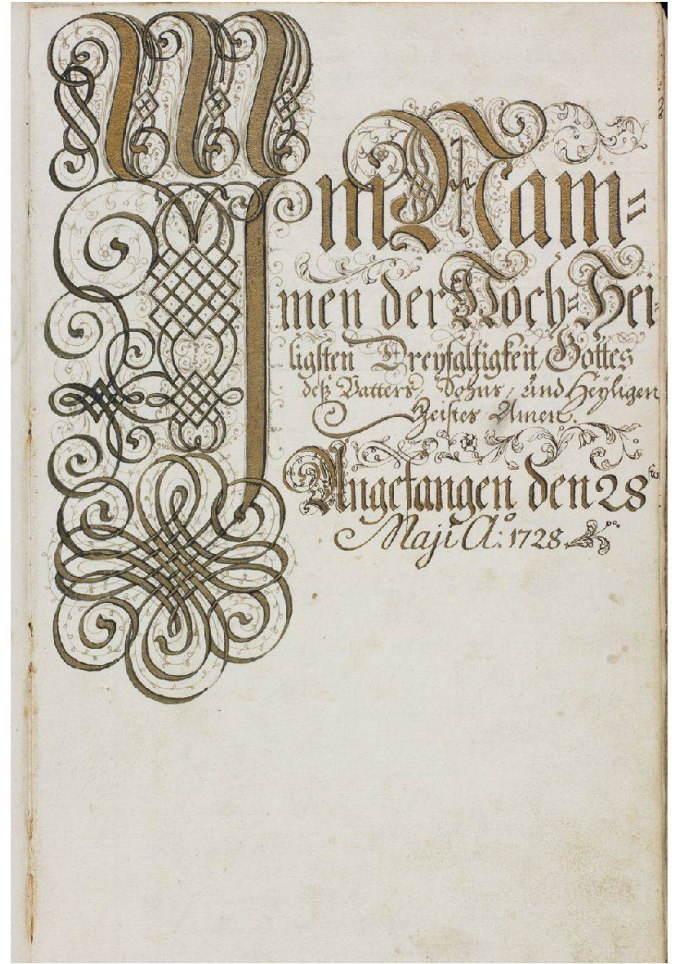 Im Nam=
men der Hoch=Hei
ligsten Dreyfaltigkeit Gottes
deß Vatters, Sohns, und Heyligen
Geistes Amen.
Angefangen den 28
Maji Aº: 1728